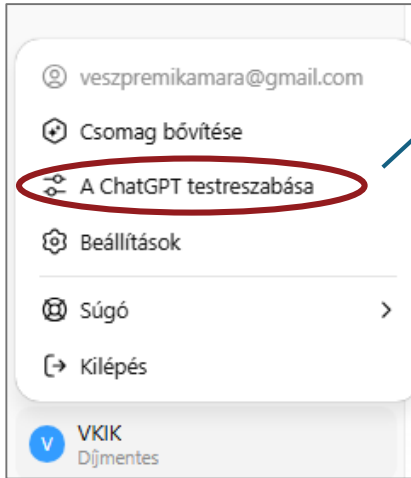 veszpremikamara@gmail.com
Csomag bővítése
A ChatGPT testreszabása
Beállítások
Súgó
Kilépés
V
VKIK
Díjmentes